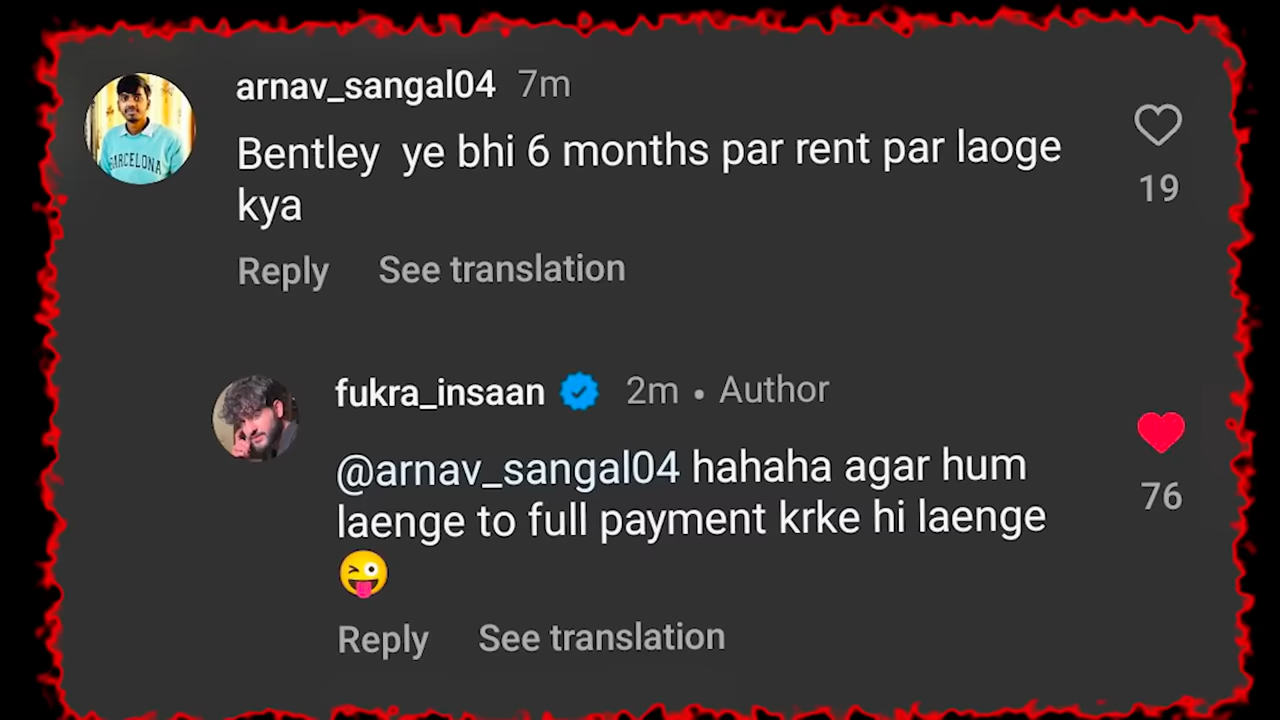 arnav_sangal04 7m
Bentley ye bhi 6 months par rent par laoge
kya
19
Reply See translation
fukra_insaan 2m • Author
@arnav_sangal04 hahaha agar hum
laenge to full payment krke hi laenge
😜
76
Reply See translation